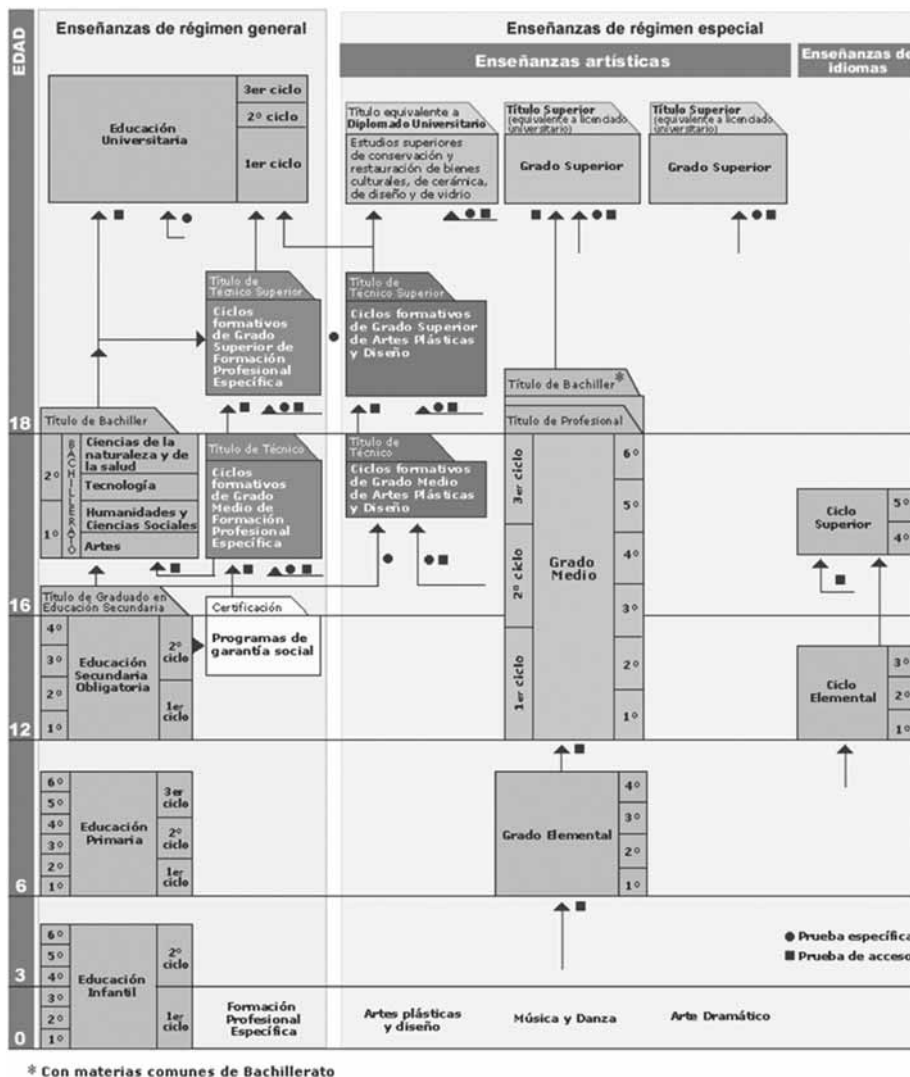 EDAD
Enseñanzas de régimen general
Enseñanzas de régimen especial
Enseñanzas artísticas
Enseñanzas de
idiomas
Educación
Universitaria
3er ciclo
2º ciclo
1er ciclo
Título equivalente a
Diplomado Universitario
Estudios superiores
de conservación y
restauración de bienes
culturales, de cerámica,
de diseño y de vidrio
Título Superior
(equivalente a licenciado
universitario)
Grado Superior
Título Superior
(equivalente a licenciado
universitario)
Grado Superior
Título de
Técnico Superior
Ciclos
formativos
de Grado
Superior de
Formación
Profesional
Específica
Título de
Técnico Superior
Ciclos formativos
de Grado Superior
de Artes Plásticas
y Diseño
Título de Bachiller*
Título de Profesional
18
Título de Bachiller
2º
1º
BACHILLERATO
Ciencias de la
naturaleza y de
la salud
Tecnología
Humanidades y
Ciencias Sociales
Artes
Título de Técnico
Ciclos
formativos
de Grado
Medio de
Formación
Profesional
Específica
Título de
Técnico
Ciclos formativos
de Grado Medio
de Artes Plásticas
y Diseño
3er ciclo
2º ciclo
1er ciclo
Grado
Medio
6º
5º
4º
3º
2º
1º
Ciclo
Superior
5º
4º
16
Título de Graduado en
Educación Secundaria
4º
3º
2º
1º
Educación
Secundaria
Obligatoria
2º
ciclo
1er
ciclo
Certificación
Programas de
garantía social
Ciclo
Elemental
3º
2º
1º
12
6º
5º
4º
3º
2º
1º
Educación
Primaria
3er
ciclo
2º
ciclo
1er
ciclo
Grado Elemental
4º
3º
2º
1º
6
6º
5º
4º
3º
2º
1º
Educación
Infantil
2º
ciclo
1er
ciclo
3
0
Prueba específica
Prueba de acceso
Formación
Profesional
Específica
Artes plásticas
y diseño
Música y Danza
Arte Dramático
* Con materias comunes de Bachillerato